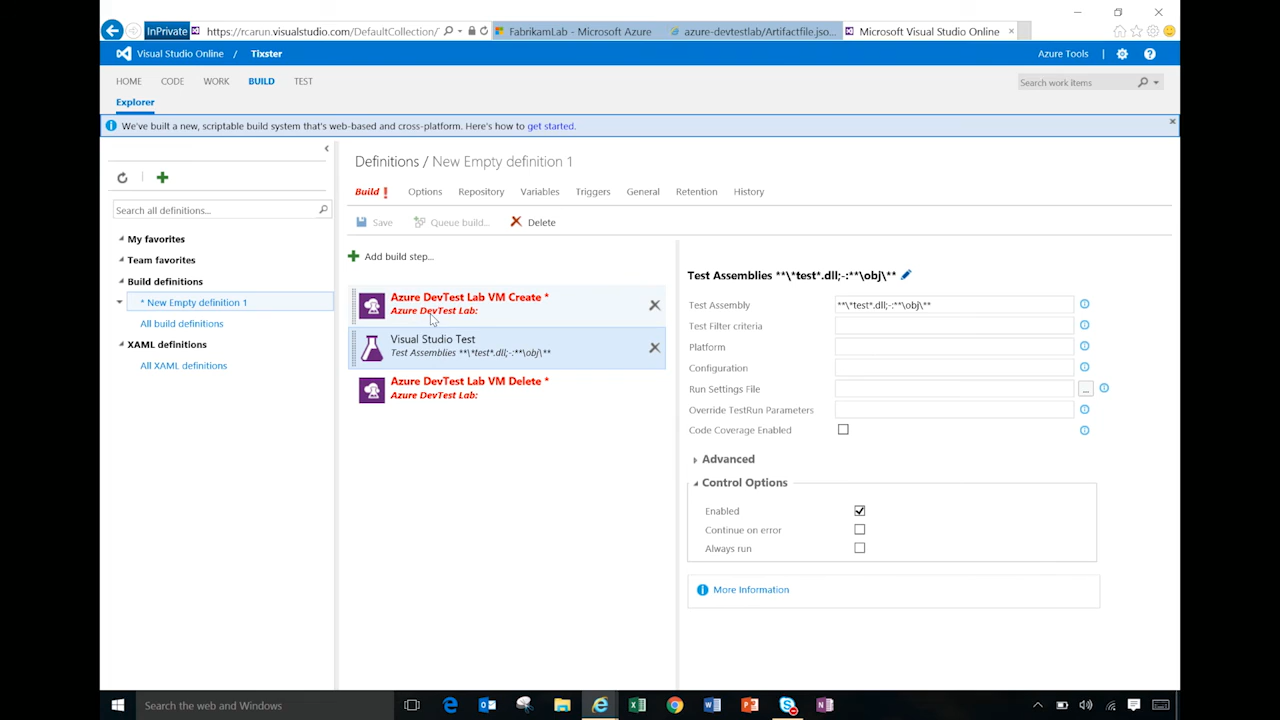 InPrivate
https://rcarun.visualstudio.com/DefaultCollection/
FabrikamLab - Microsoft Azure
azure-devtestlab/Artifactfile.jso...
Microsoft Visual Studio Online
Visual Studio Online / Tixster
Azure Tools
HOME CODE WORK BUILD TEST
Search work items
Explorer
We've built a new, scriptable build system that's web-based and cross-platform. Here's how to get started.
Definitions / New Empty definition 1
Build ! Options Repository Variables Triggers General Retention History
Search all definitions...
Save Queue build... Delete
My favorites
Team favorites
Build definitions
* New Empty definition 1
All build definitions
XAML definitions
All XAML definitions
Add build step...
Azure DevTest Lab VM Create *
Azure DevTest Lab:
Visual Studio Test
Test Assemblies **\*test*.dll;-:**\obj\**
Azure DevTest Lab VM Delete *
Azure DevTest Lab:
Test Assemblies **\*test*.dll;-:**\obj\**
Test Assembly **\*test*.dll;-:**\obj\**
Test Filter criteria
Platform
Configuration
Run Settings File ...
Override TestRun Parameters
Code Coverage Enabled
Advanced
Control Options
Enabled
Continue on error
Always run
More Information
Search the web and Windows